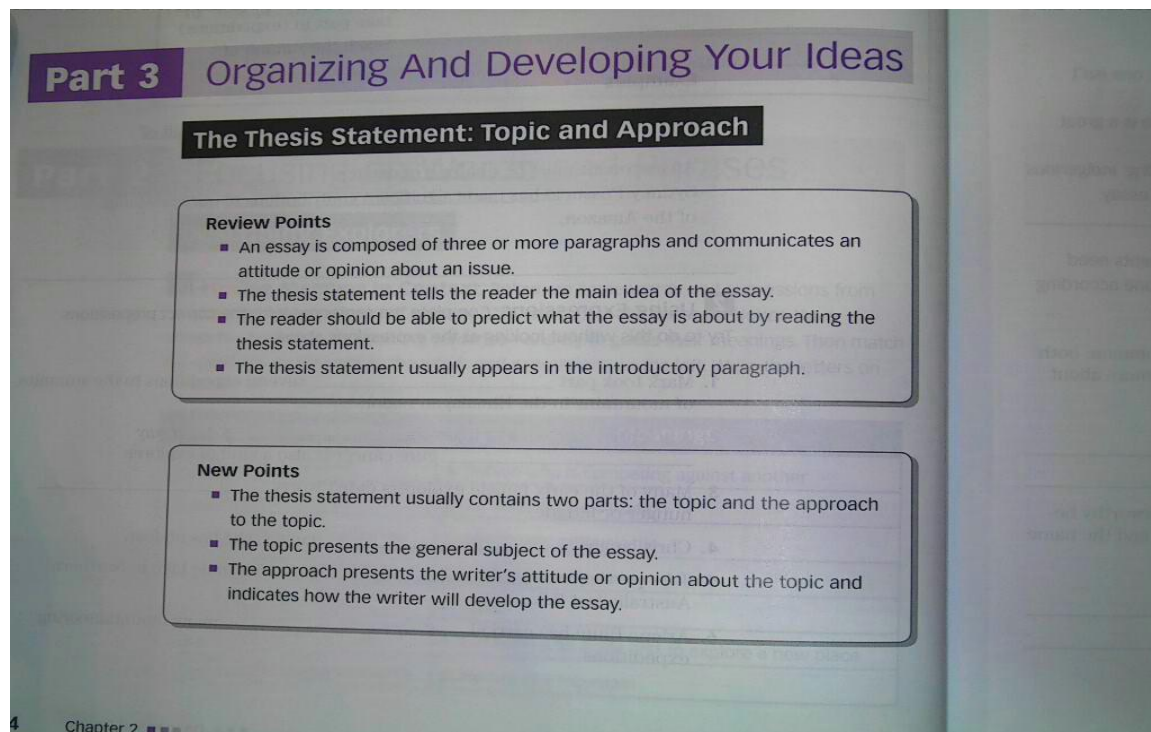 Part 3 Organizing And Developing Your Ideas
The Thesis Statement: Topic and Approach
Review Points
▪ An essay is composed of three or more paragraphs and communicates an
attitude or opinion about an issue.
▪ The thesis statement tells the reader the main idea of the essay.
▪ The reader should be able to predict what the essay is about by reading the
thesis statement.
▪ The thesis statement usually appears in the introductory paragraph.
New Points
▪ The thesis statement usually contains two parts: the topic and the approach
to the topic.
▪ The topic presents the general subject of the essay.
▪ The approach presents the writer's attitude or opinion about the topic and
indicates how the writer will develop the essay.
4 Chapter 2